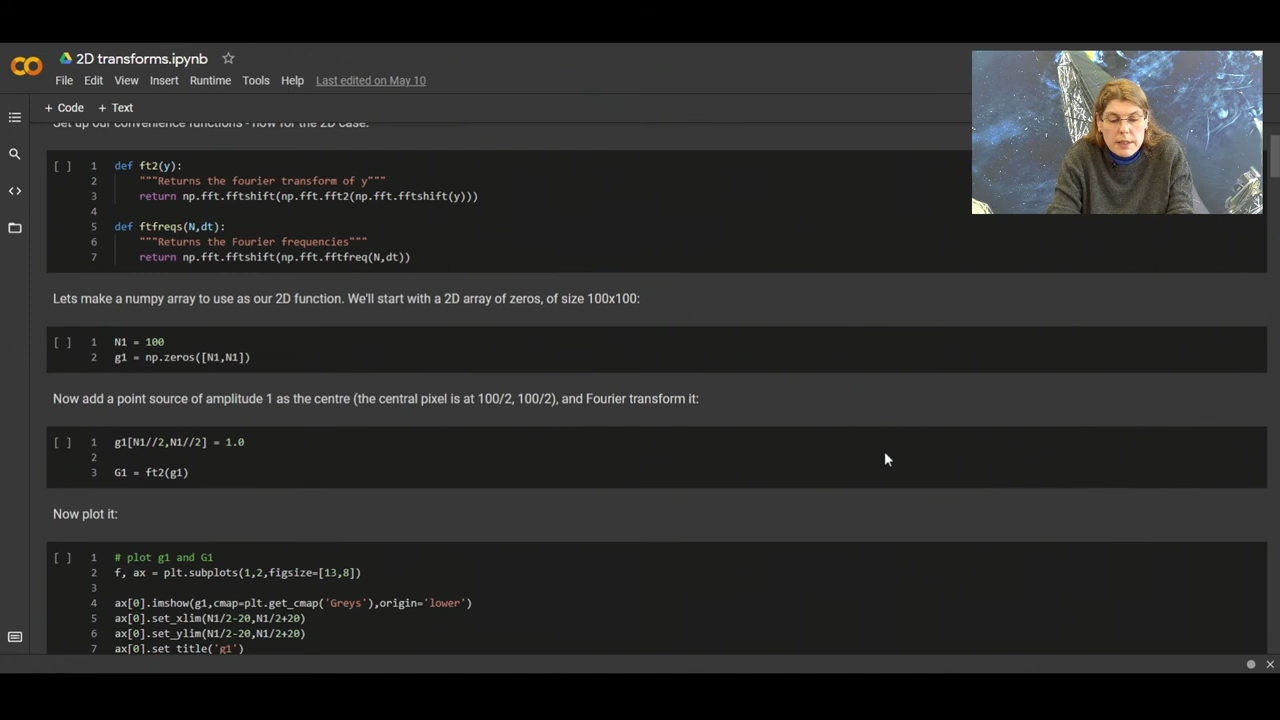 2D transforms.ipynb
File Edit View Insert Runtime Tools Help Last edited on May 10
+ Code + Text
Set up our convenience functions - now for the 2D case.
[ ] 1 def ft2(y):
2 """Returns the fourier transform of y"""
3 return np.fft.fftshift(np.fft.fft2(np.fft.fftshift(y)))
4
5 def ftfreqs(N,dt):
6 """Returns the Fourier frequencies"""
7 return np.fft.fftshift(np.fft.fftfreq(N,dt))
Lets make a numpy array to use as our 2D function. We'll start with a 2D array of zeros, of size 100x100:
[ ] 1 N1 = 100
2 g1 = np.zeros([N1,N1])
Now add a point source of amplitude 1 as the centre (the central pixel is at 100/2, 100/2), and Fourier transform it:
[ ] 1 g1[N1//2,N1//2] = 1.0
2
3 G1 = ft2(g1)
Now plot it:
[ ] 1 # plot g1 and G1
2 f, ax = plt.subplots(1,2,figsize=[13,8])
3
4 ax[0].imshow(g1,cmap=plt.get_cmap('Greys'),origin='lower')
5 ax[0].set_xlim(N1/2-20,N1/2+20)
6 ax[0].set_ylim(N1/2-20,N1/2+20)
7 ax[0].set_title('g1')